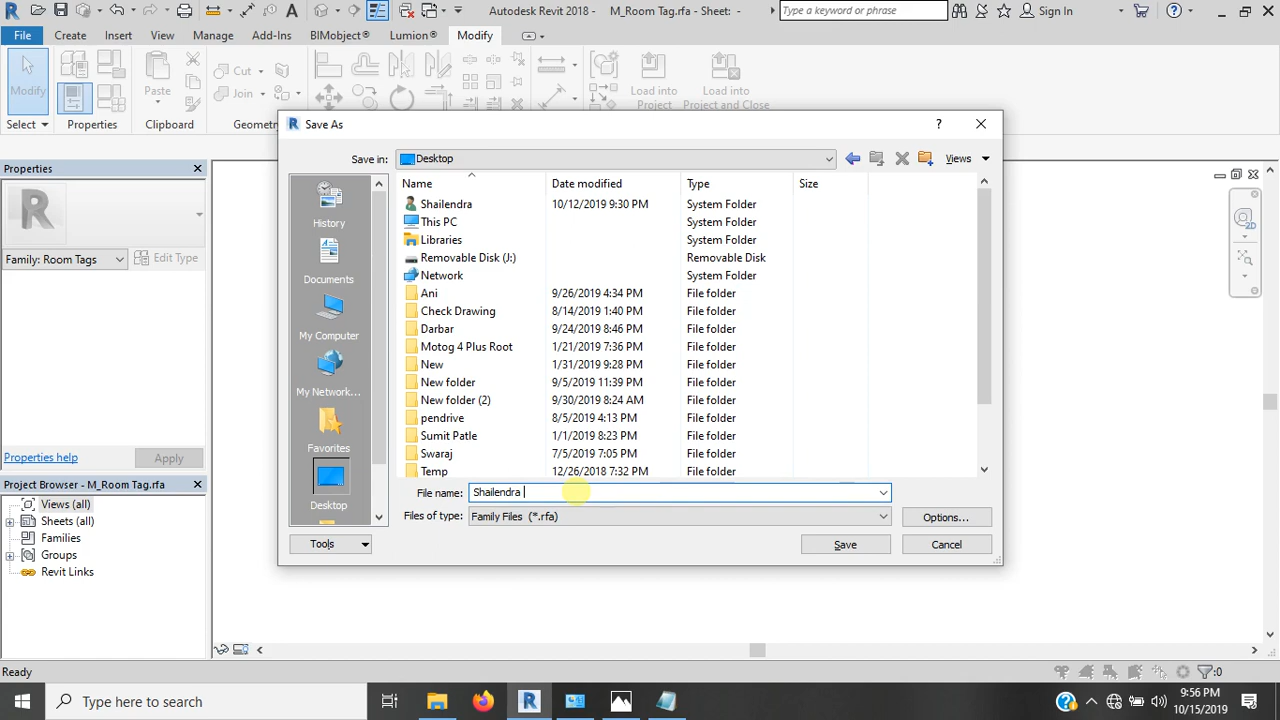 Autodesk Revit 2018 - M_Room Tag.rfa - Sheet: -
Type a keyword or phrase
Sign In
File Create Insert View Manage Add-Ins BIMobject® Lumion® Modify
Modify
Paste
Cut
Join
Load into
Project
Load into
Project and Close
Select Properties Clipboard Geometry
Properties
Family: Room Tags
Edit Type
Properties help
Apply
Project Browser - M_Room Tag.rfa
Views (all)
Sheets (all)
Families
Groups
Revit Links
Save As
Save in: Desktop Views
History
Documents
My Computer
My Network...
Favorites
Desktop
Name Date modified Type Size
Shailendra 10/12/2019 9:30 PM System Folder
This PC System Folder
Libraries System Folder
Removable Disk (J:) Removable Disk
Network System Folder
Ani 9/26/2019 4:34 PM File folder
Check Drawing 8/14/2019 1:40 PM File folder
Darbar 9/24/2019 8:46 PM File folder
Motog 4 Plus Root 1/21/2019 7:36 PM File folder
New 1/31/2019 9:28 PM File folder
New folder 9/5/2019 11:39 PM File folder
New folder (2) 9/30/2019 8:24 AM File folder
pendrive 8/5/2019 4:13 PM File folder
Sumit Patle 1/1/2019 8:23 PM File folder
Swaraj 7/5/2019 7:05 PM File folder
Temp 12/26/2018 7:32 PM File folder
File name: Shailendra
Files of type: Family Files (*.rfa)
Options...
Tools
Save
Cancel
2D
Ready
:0
Type here to search
9:56 PM
10/15/2019